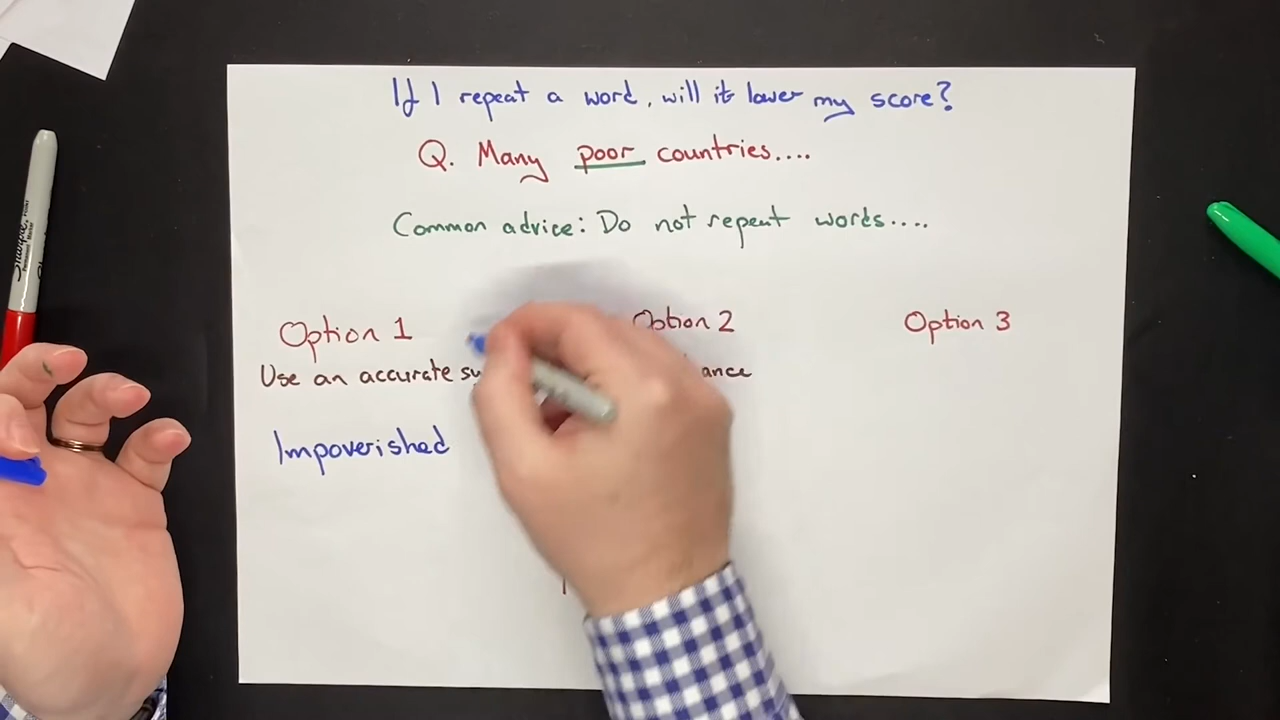 If I repeat a word, will it lower my score?
Q. Many poor countries....
Common advice: Do not repeat words....
Option 1
Option 2
Option 3
Use an accurate
Impoverished
Sharpie